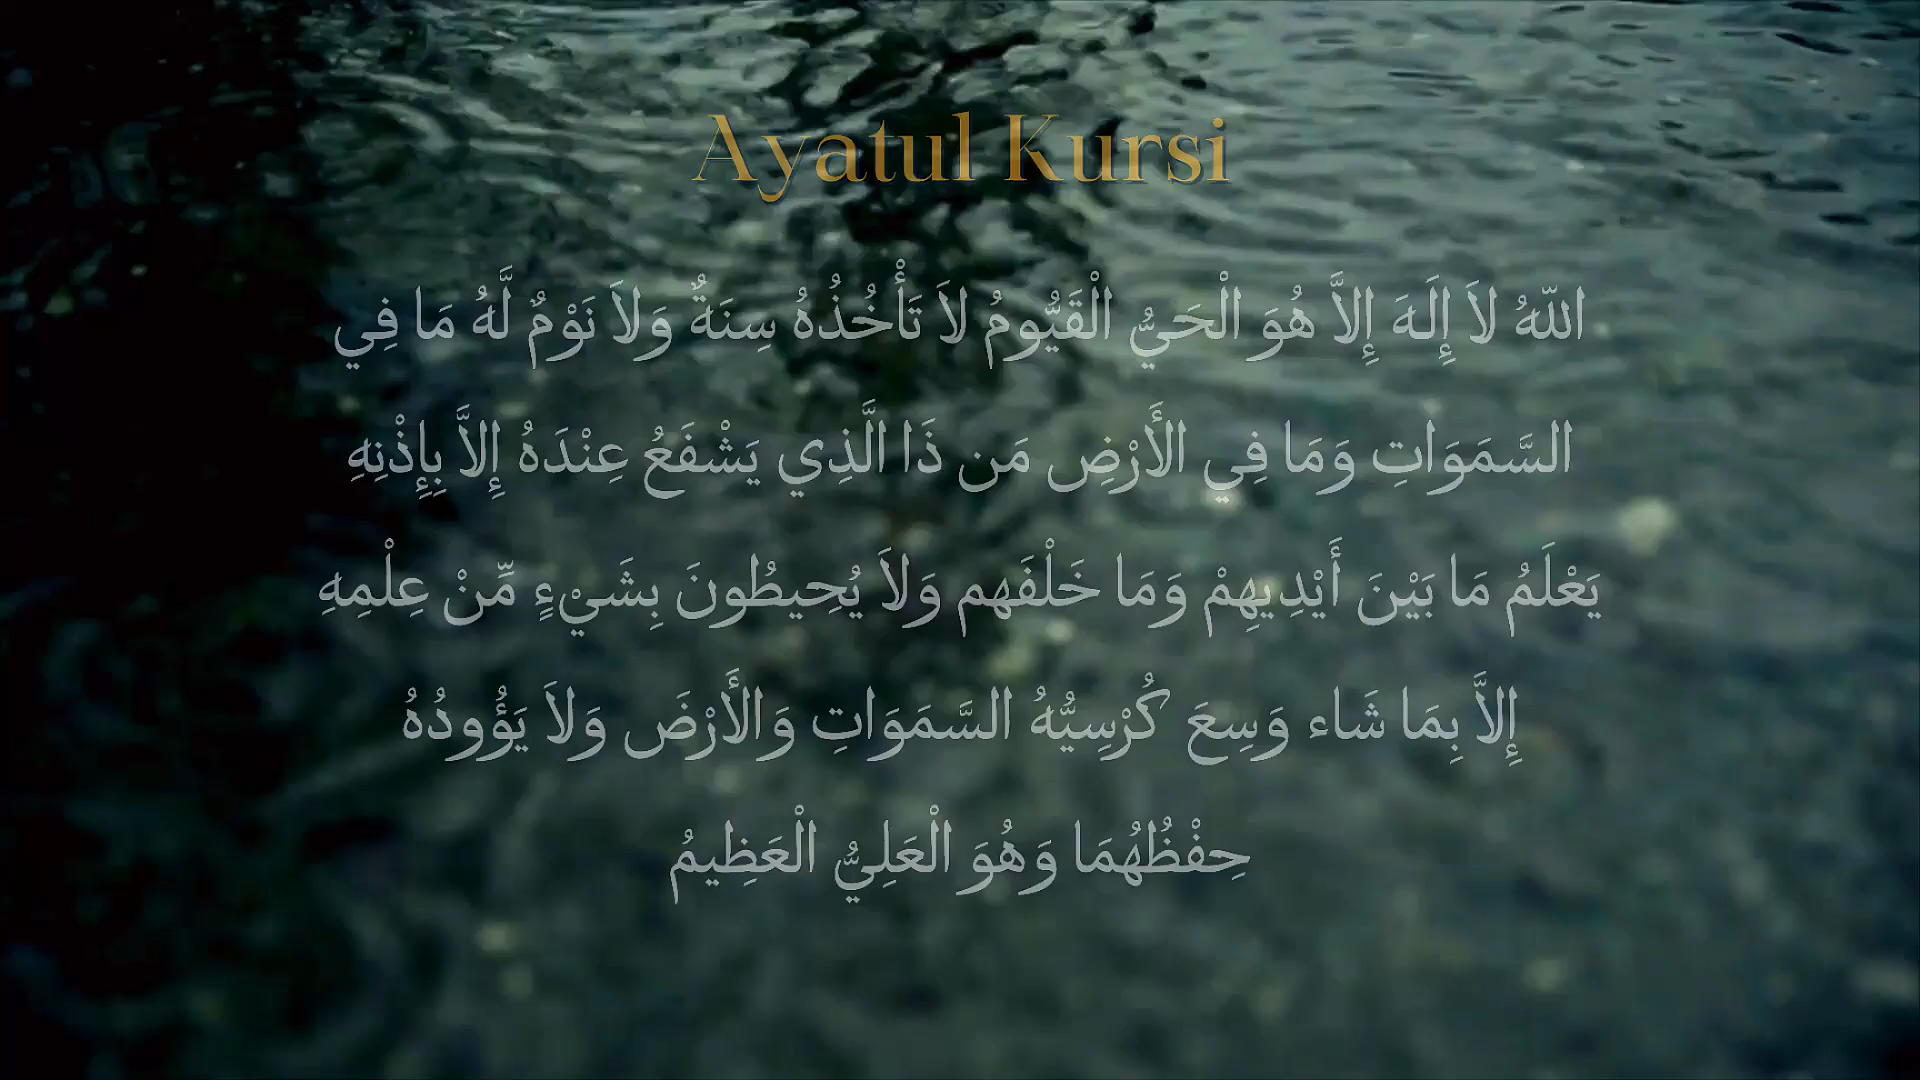 Ayatul Kursi
اللّهُ لاَ إِلَهَ إِلاَّ هُوَ الْحَيُّ الْقَيُّومُ لاَ تَأْخُذُهُ سِنَةٌ وَلاَ نَوْمٌ لَّهُ مَا فِي
السَّمَوَاتِ وَمَا فِي الأَرْضِ مَن ذَا الَّذِي يَشْفَعُ عِنْدَهُ إِلاَّ بِإِذْنِهِ
يَعْلَمُ مَا بَيْنَ أَيْدِيهِمْ وَمَا خَلْفَهم وَلاَ يُحِيطُونَ بِشَيْءٍ مِّنْ عِلْمِهِ
إِلاَّ بِمَا شَاء وَسِعَ كُرْسِيُّهُ السَّمَوَاتِ وَالأَرْضَ وَلاَ يَؤُودُهُ
حِفْظُهُمَا وَهُوَ الْعَلِيُّ الْعَظِيمُ